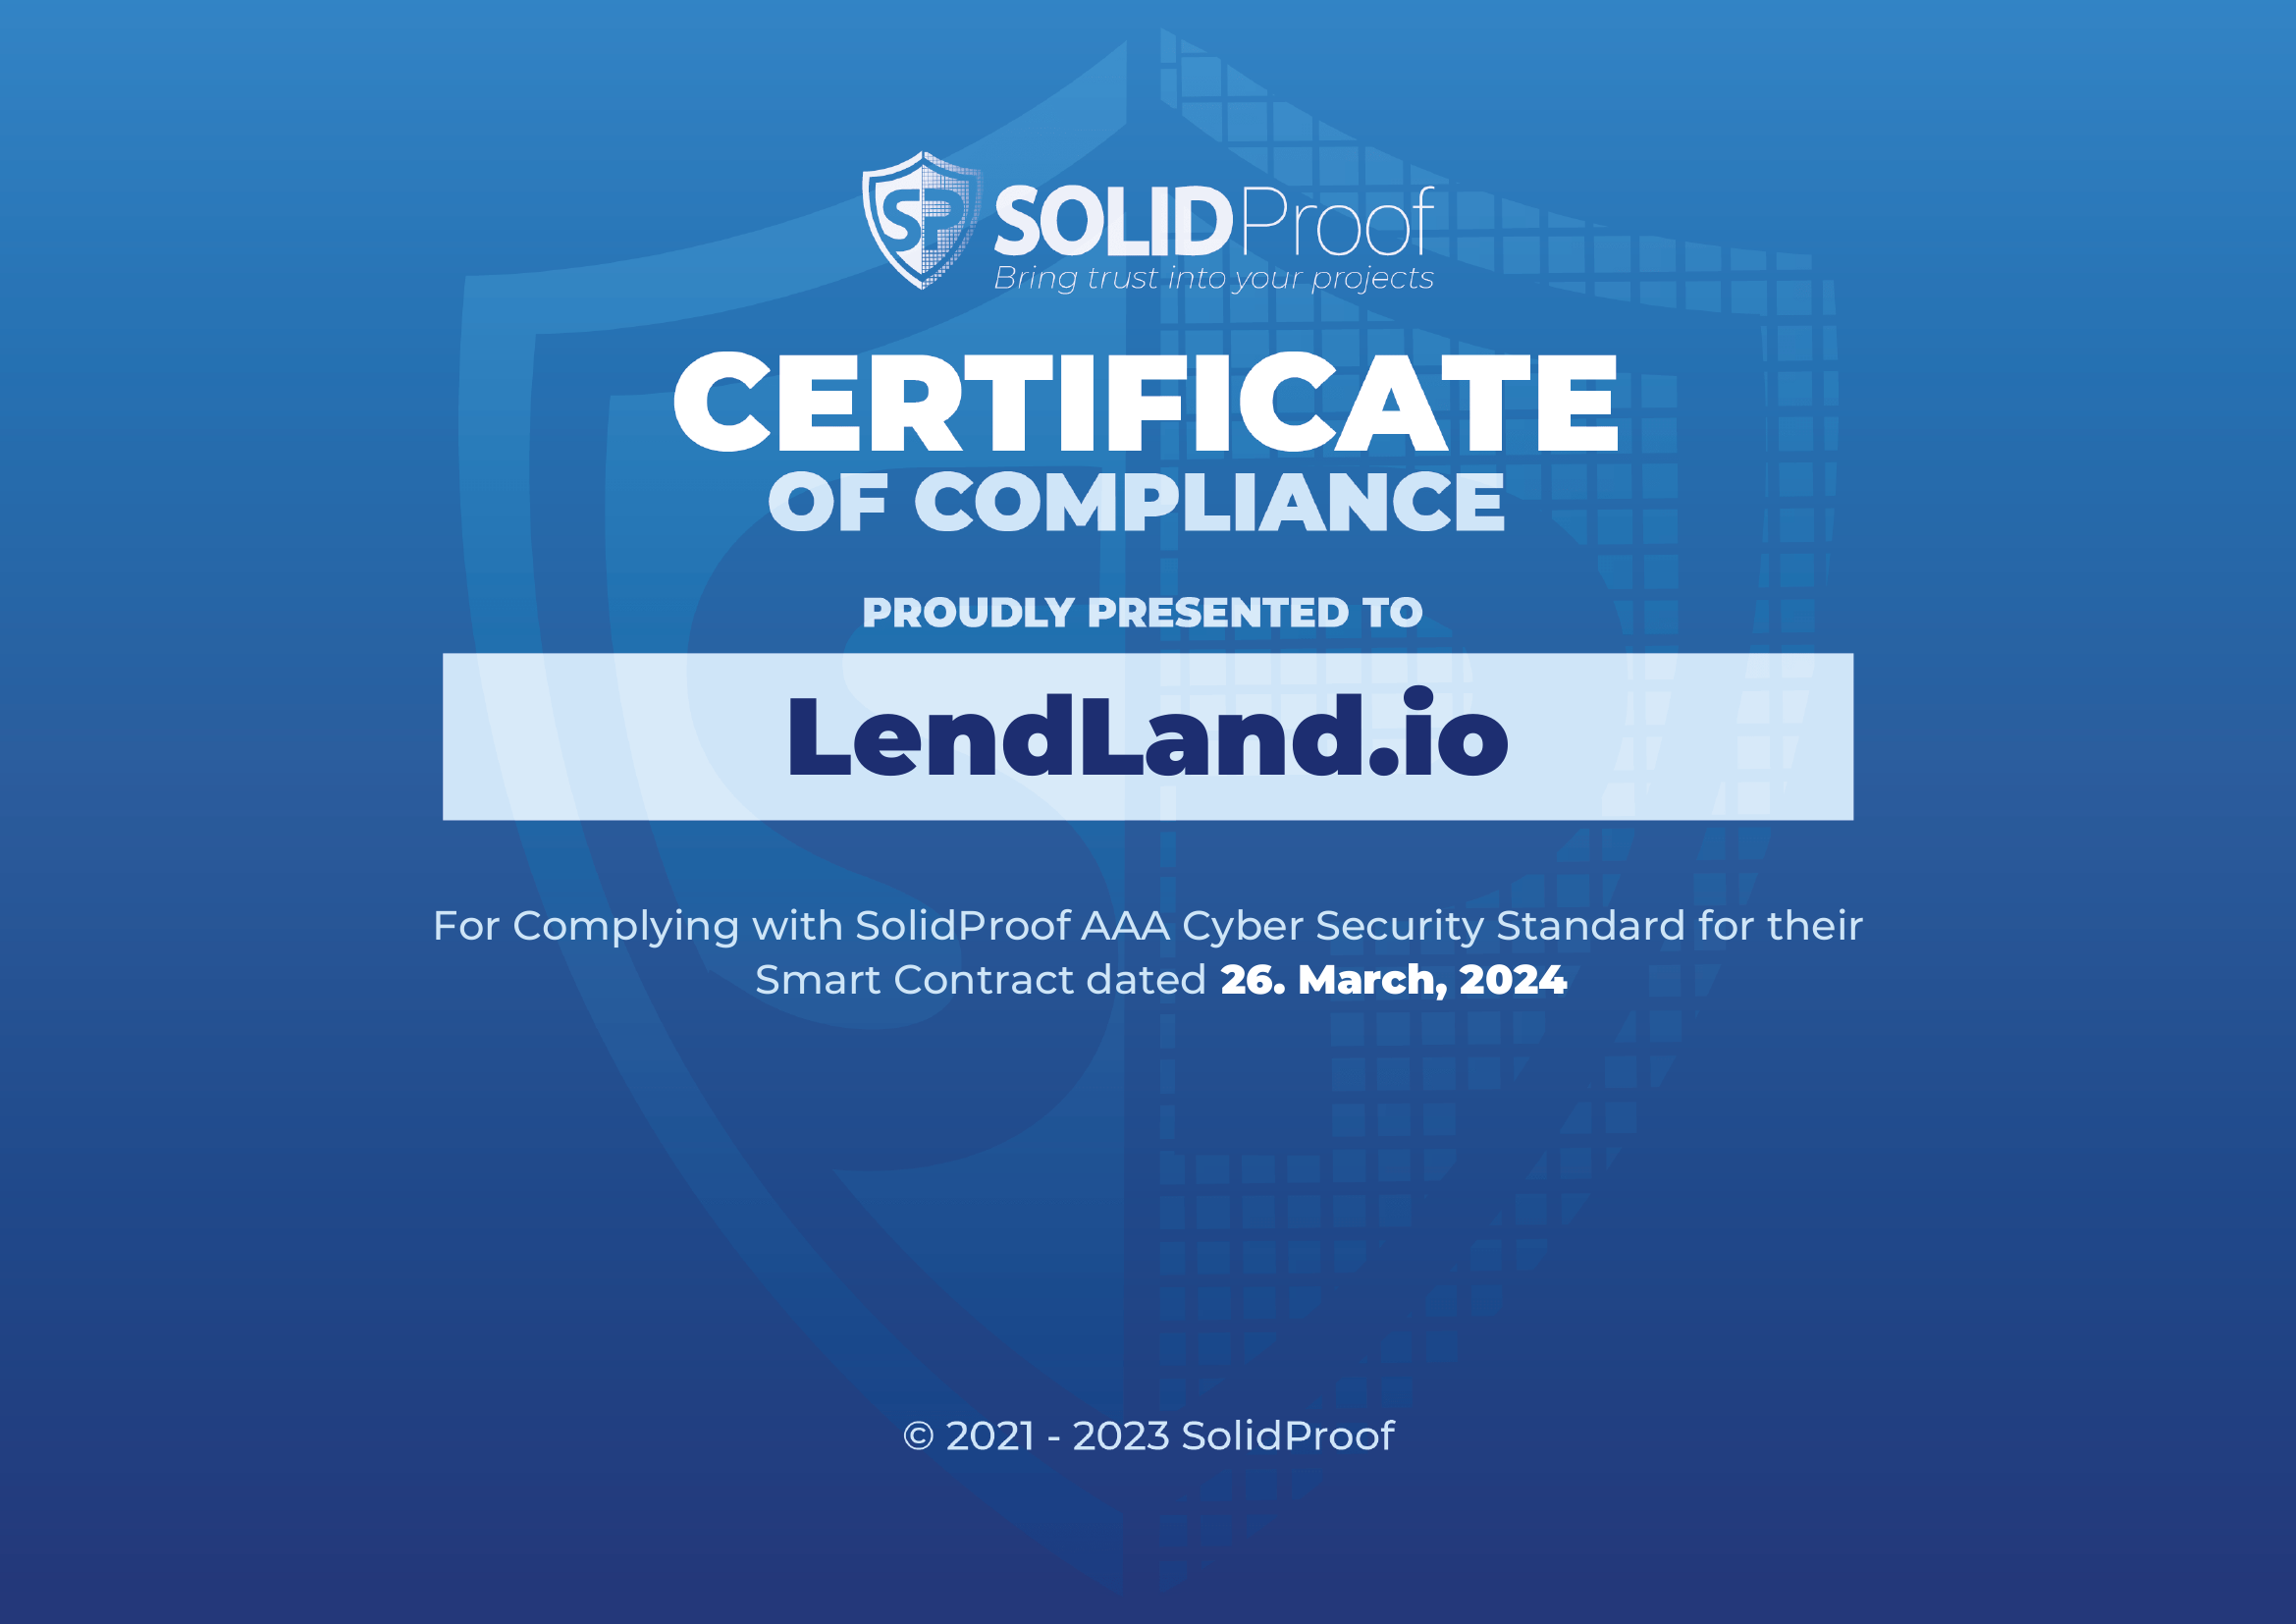 SP SOLIDProof
Bring trust into your projects
CERTIFICATE
OF COMPLIANCE
PROUDLY PRESENTED TO
LendLand.io
For Complying with SolidProof AAA Cyber Security Standard for their
Smart Contract dated 26. March, 2024
© 2021 - 2023 SolidProof